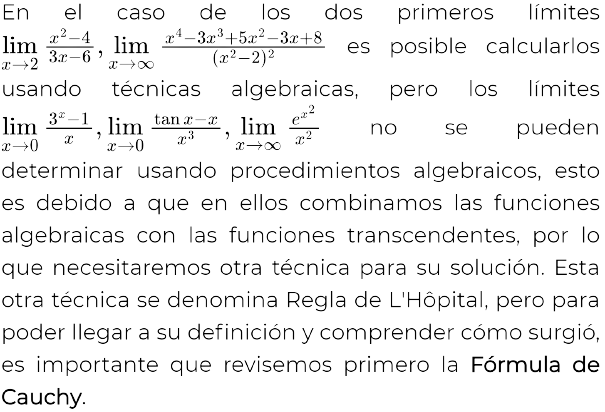 En el caso de los dos primeros límites
$\lim_{x \to 2} \frac{x^2-4}{3x-6}$, $\lim_{x \to \infty} \frac{x^4-3x^3+5x^2-3x+8}{(x^2-2)^2}$ es posible calcularlos
usando técnicas algebraicas, pero los límites
$\lim_{x \to 0} \frac{3^x-1}{x}$, $\lim_{x \to 0} \frac{\tan x-x}{x^3}$, $\lim_{x \to \infty} \frac{e^{x^2}}{x^2}$ no se pueden
determinar usando procedimientos algebraicos, esto
es debido a que en ellos combinamos las funciones
algebraicas con las funciones transcendentes, por lo
que necesitaremos otra técnica para su solución. Esta
otra técnica se denomina Regla de L'Hôpital, pero para
poder llegar a su definición y comprender cómo surgió,
es importante que revisemos primero la Fórmula de
Cauchy.